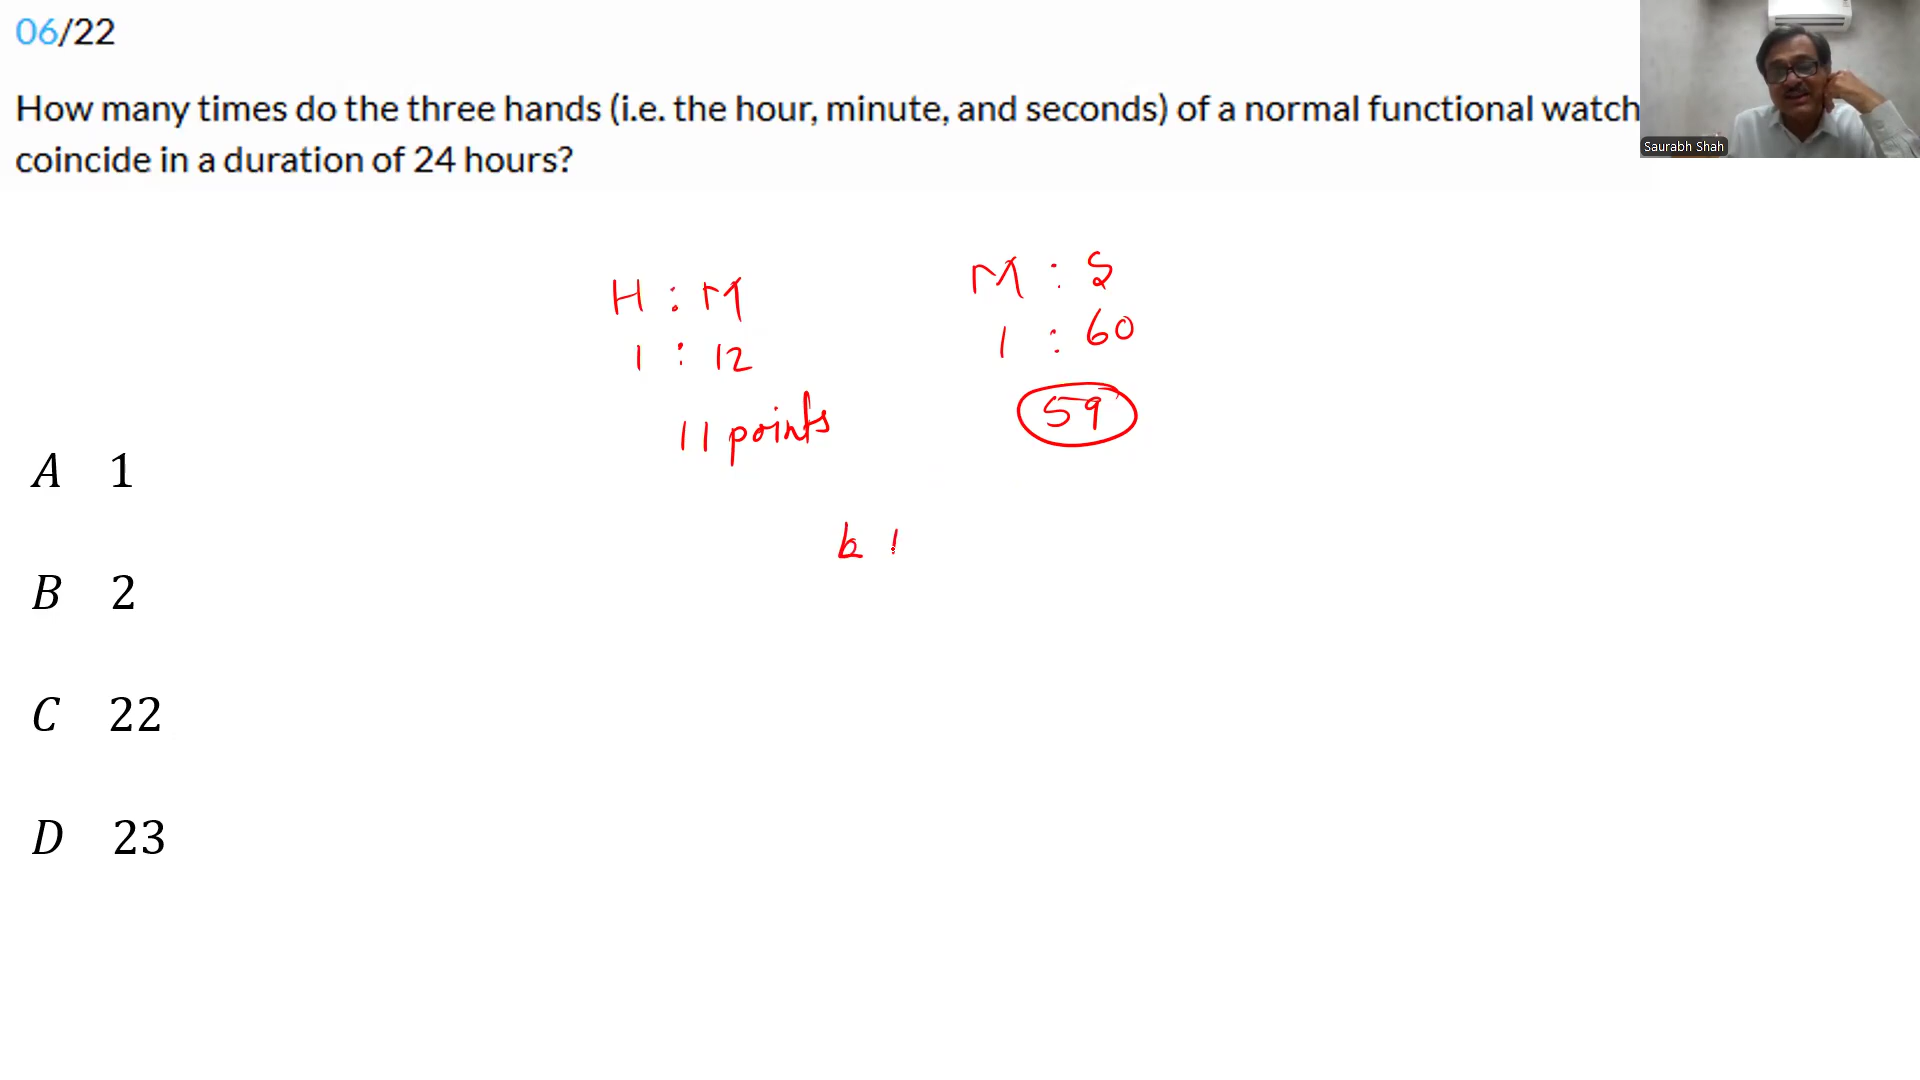 06/22
How many times do the three hands (i.e. the hour, minute, and seconds) of a normal functional watch
coincide in a duration of 24 hours?
Saurabh Shah
H : M
1 : 12
11 points
M : S
1 : 60
59
A 1
B 2
C 22
D 23